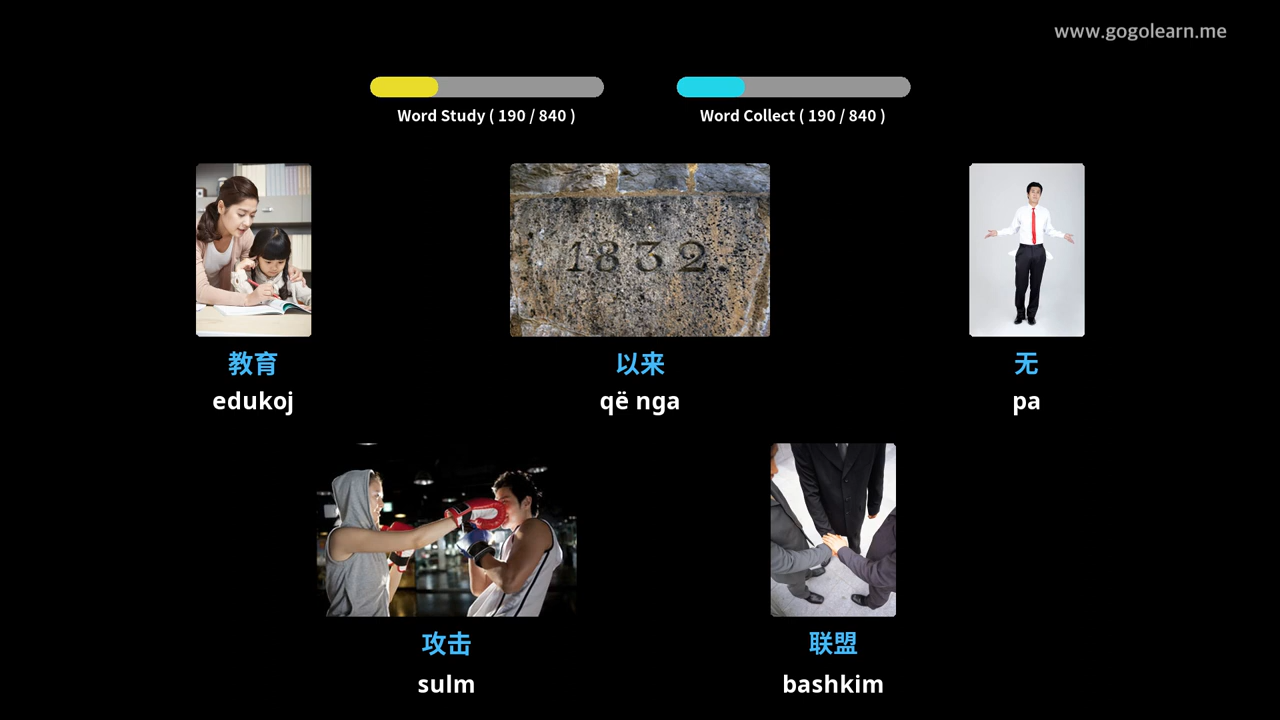 www.gogolearn.me
Word Study ( 190 / 840 )
Word Collect ( 190 / 840 )
1832.
教育
edukoj
以来
që nga
无
pa
攻击
sulm
联盟
bashkim